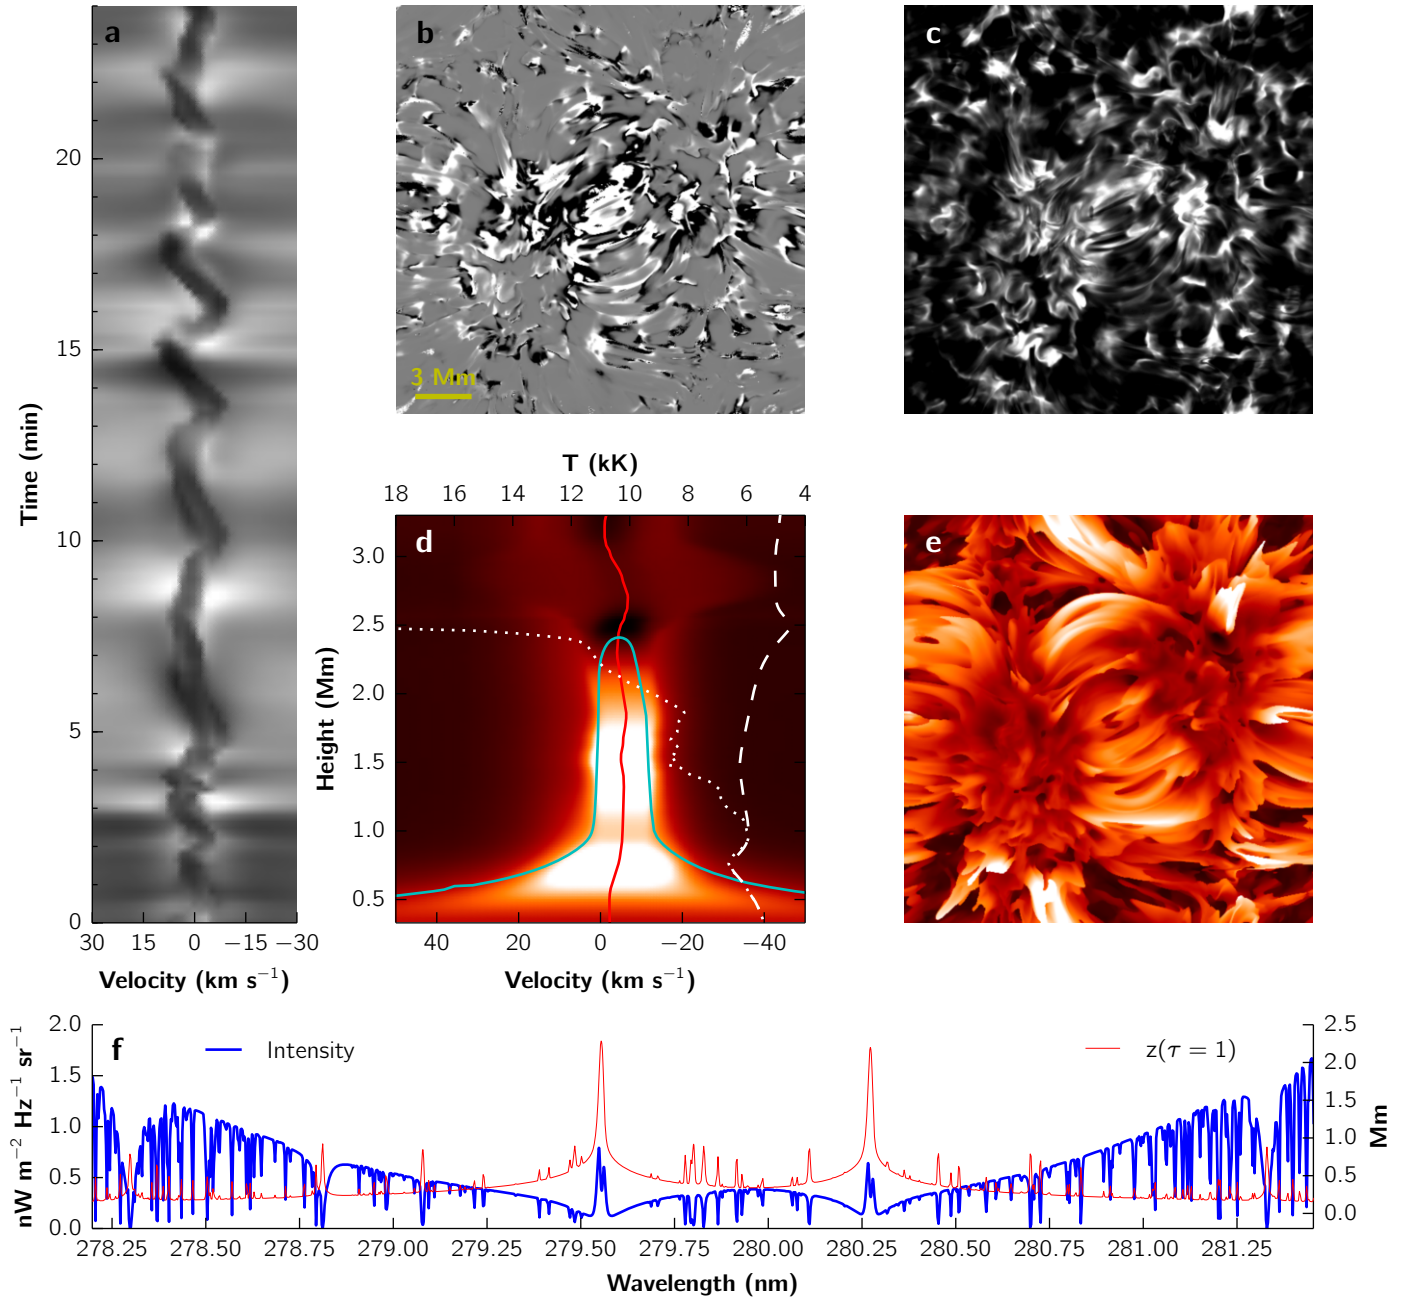 a
20
15
10
5
0
Time (min)
30 15 0 −15 −30
Velocity (km s⁻¹)
b
3 Mm
c
T (kK)
18 16 14 12 11 10 9 8 7 6 5 4
d
3.0
2.5
2.0
1.5
1.0
0.5
Height (Mm)
40 20 0 −20 −40
Velocity (km s⁻¹)
e
f
Intensity
z(τ = 1)
2.0
1.5
1.0
0.5
0.0
nW m⁻² Hz⁻¹ sr⁻¹
2.5
2.0
1.5
1.0
0.5
0.0
Mm
278.25 278.50 278.75 279.00 279.25 279.50 279.75 280.00 280.25 280.50 280.75 281.00 281.25
Wavelength (nm)